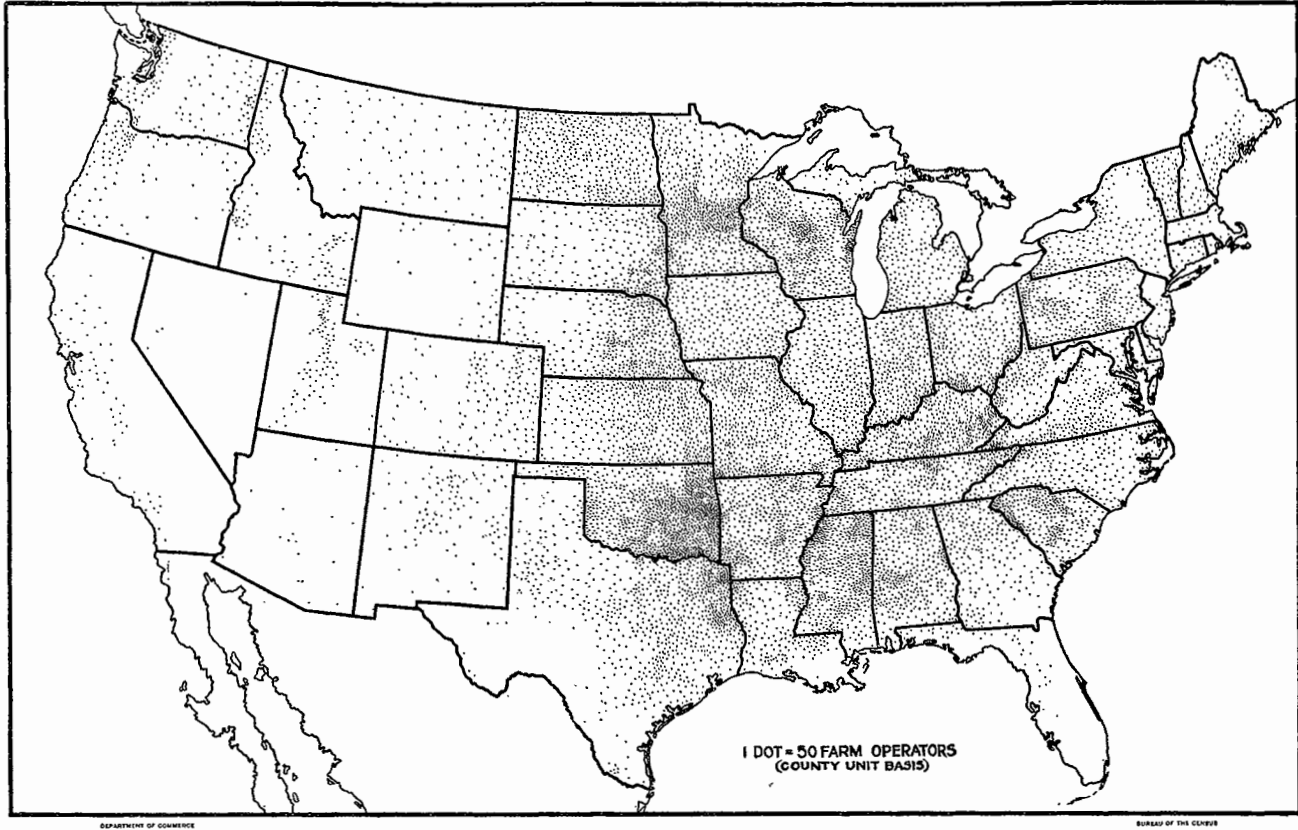 1 DOT = 50 FARM OPERATORS
(COUNTY UNIT BASIS)
DEPARTMENT OF COMMERCE
BUREAU OF THE CENSUS